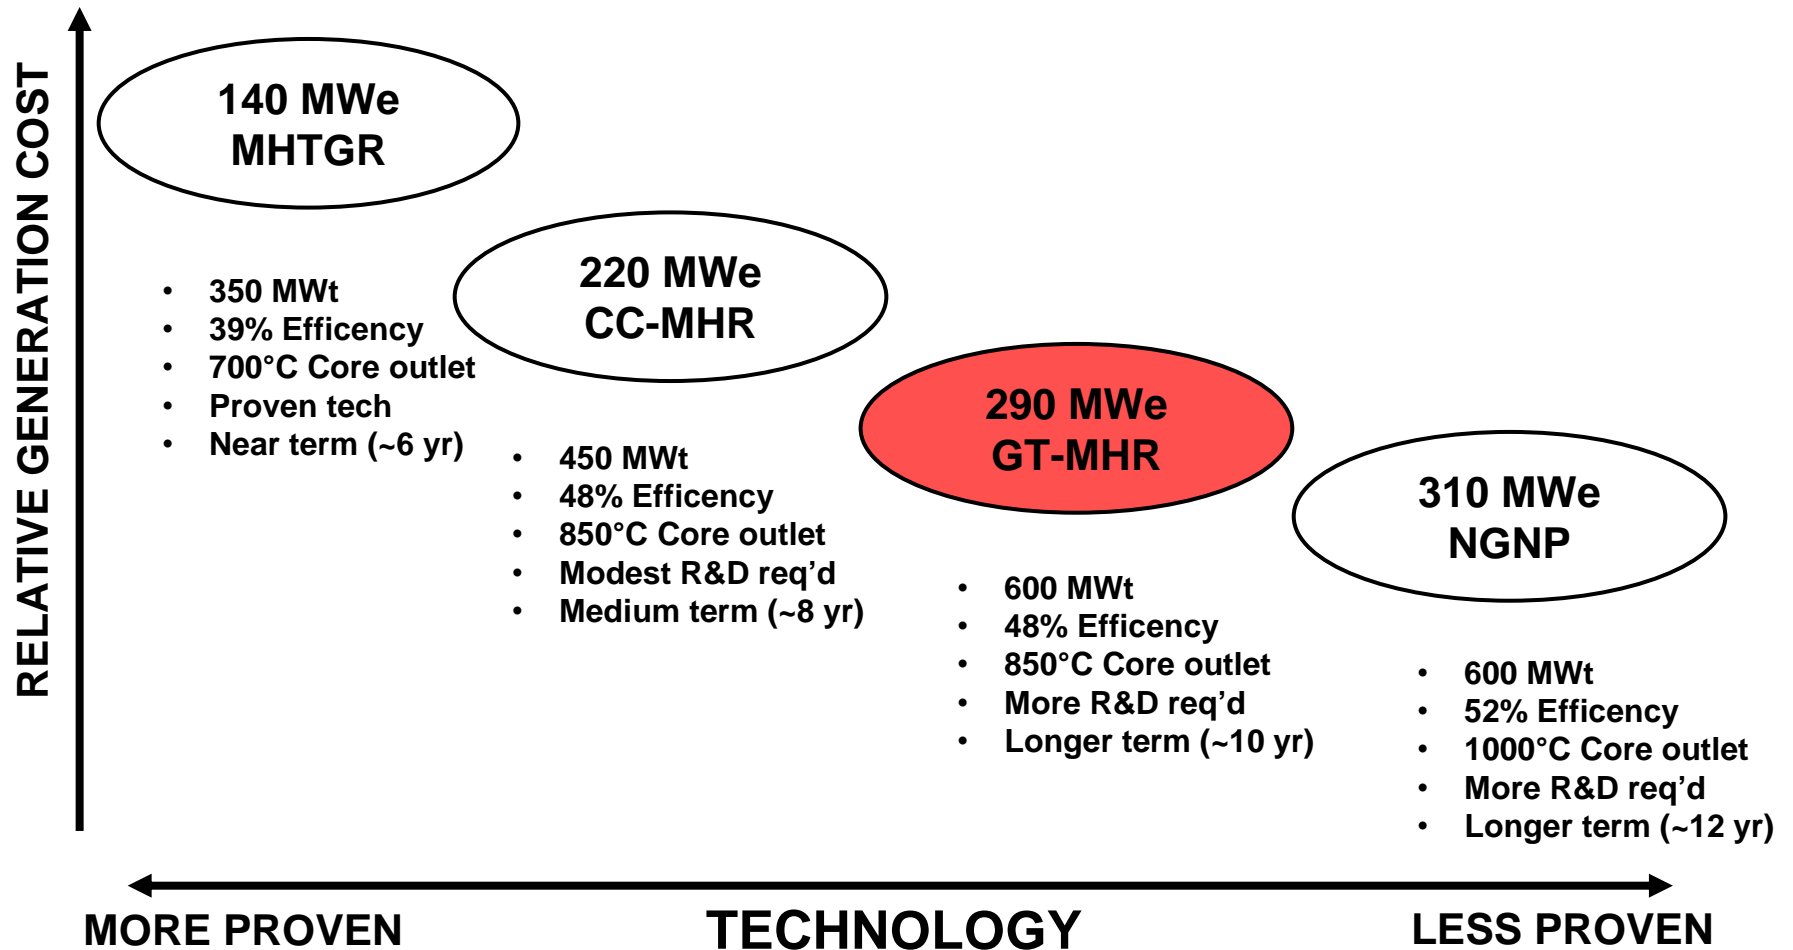 RELATIVE GENERATION COST
140 MWe
MHTGR
• 350 MWt
• 39% Efficency
• 700°C Core outlet
• Proven tech
• Near term (~6 yr)
220 MWe
CC-MHR
• 450 MWt
• 48% Efficency
• 850°C Core outlet
• Modest R&D req’d
• Medium term (~8 yr)
290 MWe
GT-MHR
• 600 MWt
• 48% Efficency
• 850°C Core outlet
• More R&D req’d
• Longer term (~10 yr)
310 MWe
NGNP
• 600 MWt
• 52% Efficency
• 1000°C Core outlet
• More R&D req’d
• Longer term (~12 yr)
MORE PROVEN
TECHNOLOGY
LESS PROVEN